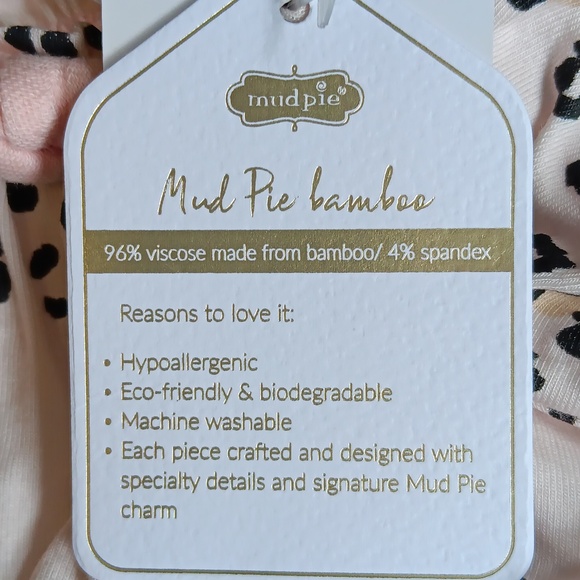 mudpie®
Mud Pie bamboo
96% viscose made from bamboo/ 4% spandex
Reasons to love it:
• Hypoallergenic
• Eco-friendly & biodegradable
• Machine washable
• Each piece crafted and designed with
specialty details and signature Mud Pie
charm